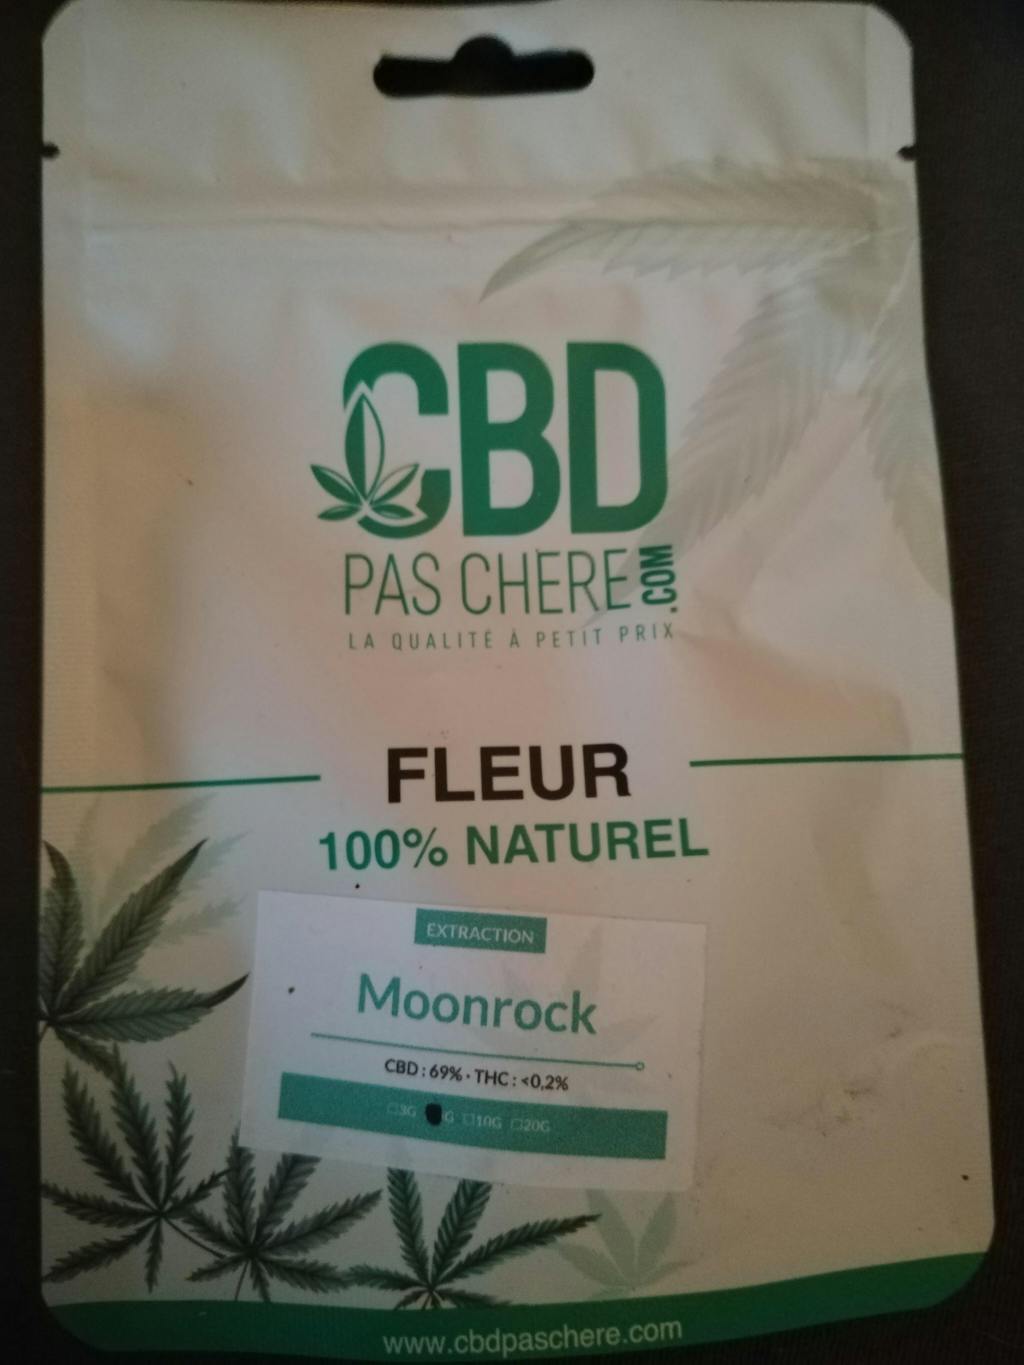 CBD
PAS CHERE.COM
LA QUALITÉ À PETIT PRIX
FLEUR
100% NATUREL
EXTRACTION
Moonrock
CBD : 69% · THC : <0,2%
□3G G □10G □20G
www.cbdpaschere.com